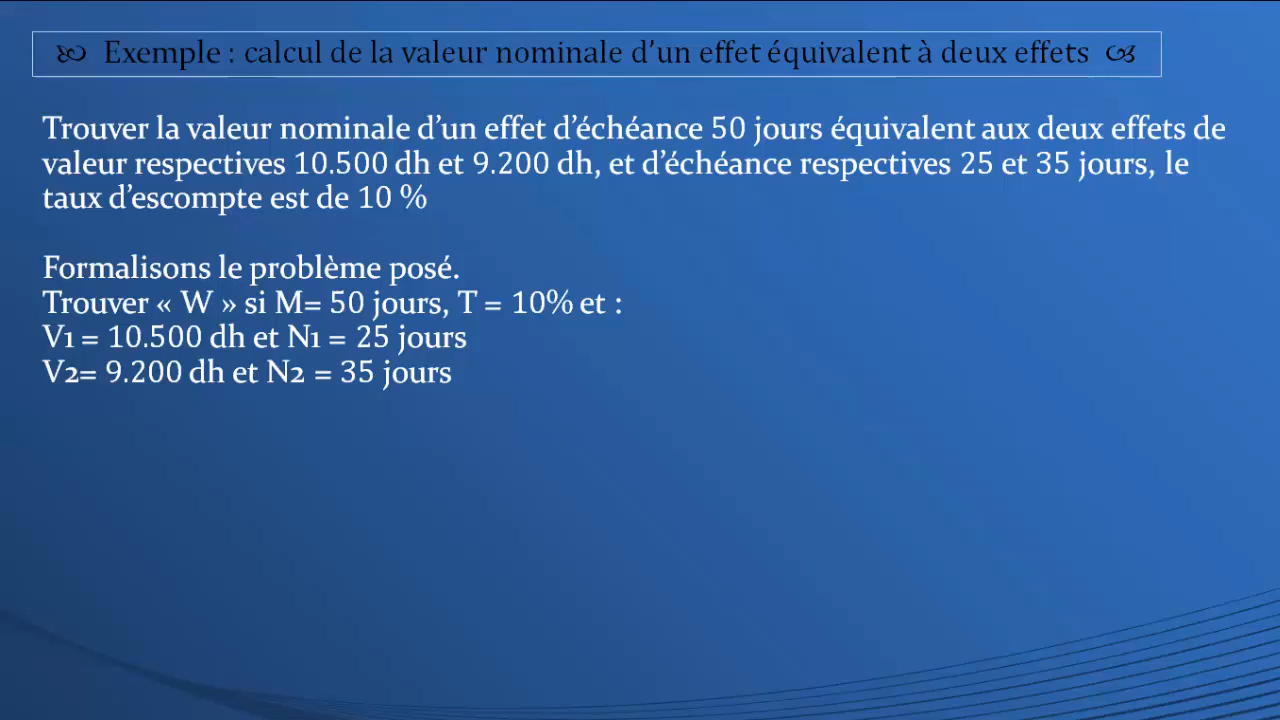 Exemple : calcul de la valeur nominale d’un effet équivalent à deux effets
Trouver la valeur nominale d’un effet d’échéance 50 jours équivalent aux deux effets de
valeur respectives 10.500 dh et 9.200 dh, et d’échéance respectives 25 et 35 jours, le
taux d’escompte est de 10 %
Formalisons le problème posé.
Trouver « W » si M= 50 jours, T = 10% et :
V1 = 10.500 dh et N1 = 25 jours
V2= 9.200 dh et N2 = 35 jours